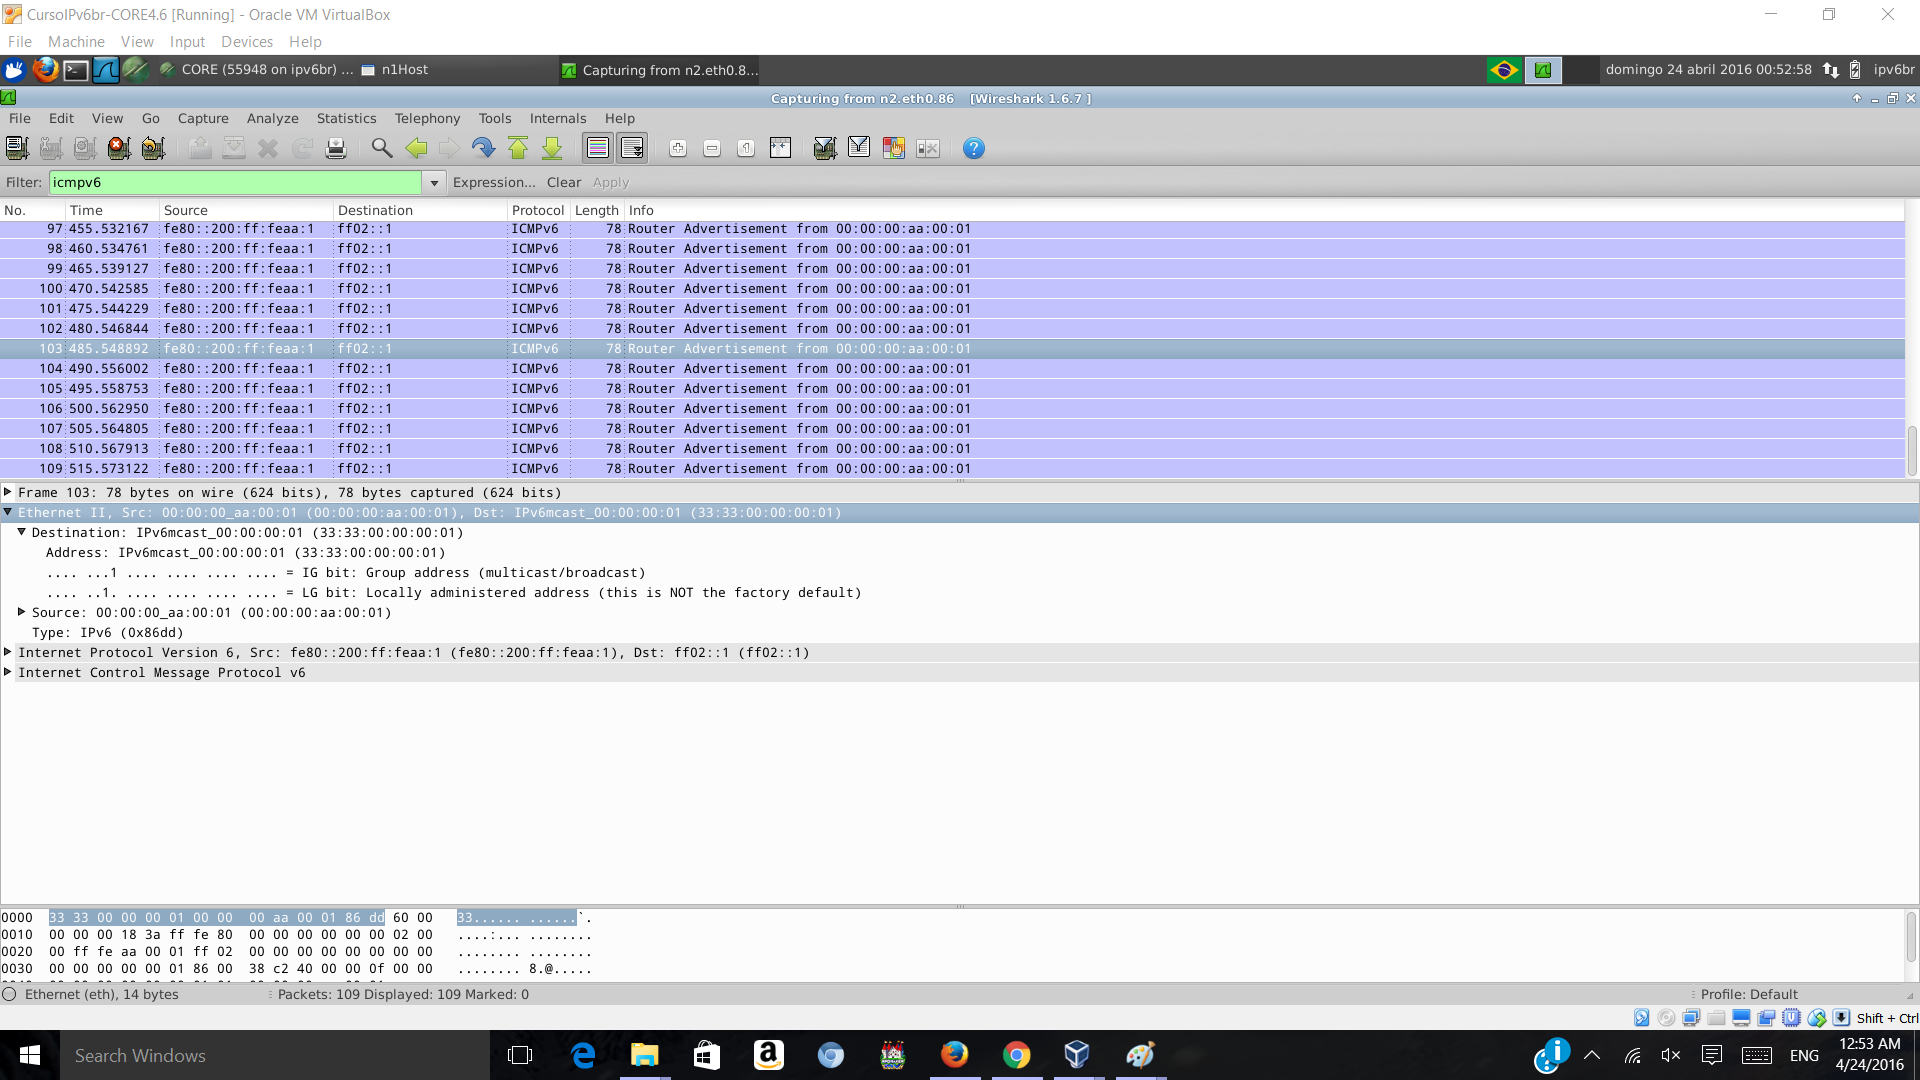 CursoIPv6br-CORE4.6 [Running] - Oracle VM VirtualBox
File Machine View Input Devices Help
CORE (55948 on ipv6br) ... n1Host Capturing from n2.eth0.8... domingo 24 abril 2016 00:52:58 ipv6br
Capturing from n2.eth0.86 [Wireshark 1.6.7 ]
File Edit View Go Capture Analyze Statistics Telephony Tools Internals Help
Filter: icmpv6 Expression... Clear Apply
No. Time Source Destination Protocol Length Info
97 455.532167 fe80::200:ff:feaa:1 ff02::1 ICMPv6 78 Router Advertisement from 00:00:00:aa:00:01
98 460.534761 fe80::200:ff:feaa:1 ff02::1 ICMPv6 78 Router Advertisement from 00:00:00:aa:00:01
99 465.539127 fe80::200:ff:feaa:1 ff02::1 ICMPv6 78 Router Advertisement from 00:00:00:aa:00:01
100 470.542585 fe80::200:ff:feaa:1 ff02::1 ICMPv6 78 Router Advertisement from 00:00:00:aa:00:01
101 475.544229 fe80::200:ff:feaa:1 ff02::1 ICMPv6 78 Router Advertisement from 00:00:00:aa:00:01
102 480.546844 fe80::200:ff:feaa:1 ff02::1 ICMPv6 78 Router Advertisement from 00:00:00:aa:00:01
103 485.548892 fe80::200:ff:feaa:1 ff02::1 ICMPv6 78 Router Advertisement from 00:00:00:aa:00:01
104 490.556002 fe80::200:ff:feaa:1 ff02::1 ICMPv6 78 Router Advertisement from 00:00:00:aa:00:01
105 495.558753 fe80::200:ff:feaa:1 ff02::1 ICMPv6 78 Router Advertisement from 00:00:00:aa:00:01
106 500.562950 fe80::200:ff:feaa:1 ff02::1 ICMPv6 78 Router Advertisement from 00:00:00:aa:00:01
107 505.564805 fe80::200:ff:feaa:1 ff02::1 ICMPv6 78 Router Advertisement from 00:00:00:aa:00:01
108 510.567913 fe80::200:ff:feaa:1 ff02::1 ICMPv6 78 Router Advertisement from 00:00:00:aa:00:01
109 515.573122 fe80::200:ff:feaa:1 ff02::1 ICMPv6 78 Router Advertisement from 00:00:00:aa:00:01
Frame 103: 78 bytes on wire (624 bits), 78 bytes captured (624 bits)
Ethernet II, Src: 00:00:00_aa:00:01 (00:00:00:aa:00:01), Dst: IPv6mcast_00:00:00:01 (33:33:00:00:00:01)
Destination: IPv6mcast_00:00:00:01 (33:33:00:00:00:01)
Address: IPv6mcast_00:00:00:01 (33:33:00:00:00:01)
.... ...1 .... .... .... .... = IG bit: Group address (multicast/broadcast)
.... ..1. .... .... .... .... = LG bit: Locally administered address (this is NOT the factory default)
Source: 00:00:00_aa:00:01 (00:00:00:aa:00:01)
Type: IPv6 (0x86dd)
Internet Protocol Version 6, Src: fe80::200:ff:feaa:1 (fe80::200:ff:feaa:1), Dst: ff02::1 (ff02::1)
Internet Control Message Protocol v6
0000 33 33 00 00 00 01 00 00 00 aa 00 01 86 dd 60 00 33...... ......`.
0010 00 00 00 18 3a ff fe 80 00 00 00 00 00 00 02 00 ....:... ........
0020 00 ff fe aa 00 01 ff 02 00 00 00 00 00 00 00 00 ........ ........
0030 00 00 00 00 00 01 86 00 38 c2 40 00 00 0f 00 00 ........ 8.@.....
Ethernet (eth), 14 bytes Packets: 109 Displayed: 109 Marked: 0 Profile: Default
Shift + Ctrl
Search Windows ENG 12:53 AM
4/24/2016